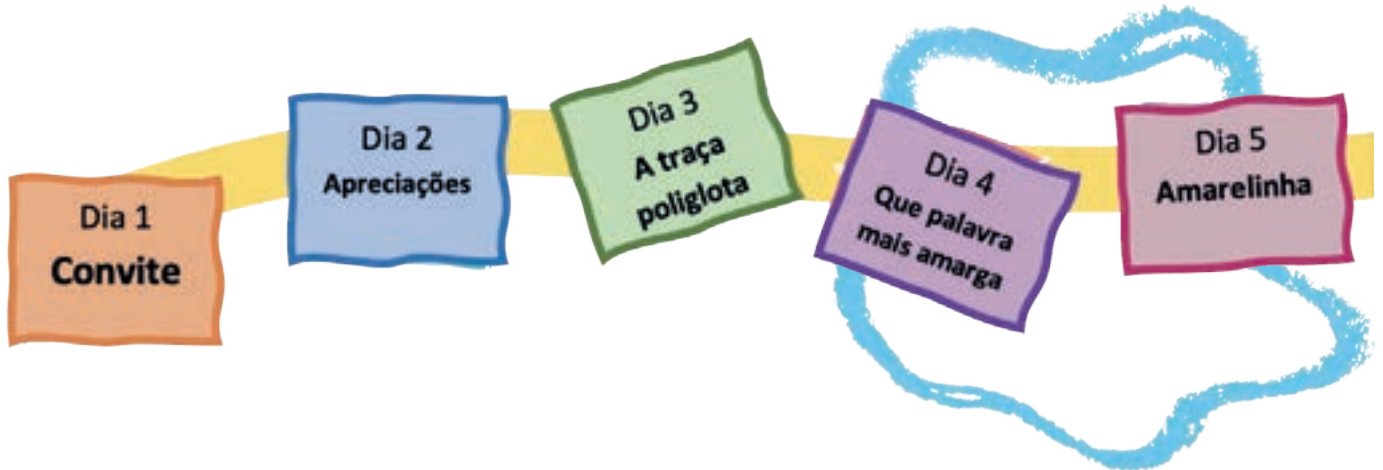 Dia 1
Convite
Dia 2
Apreciações
Dia 3
A traça
poliglota
Dia 4
Que palavra
mais amarga
Dia 5
Amarelinha